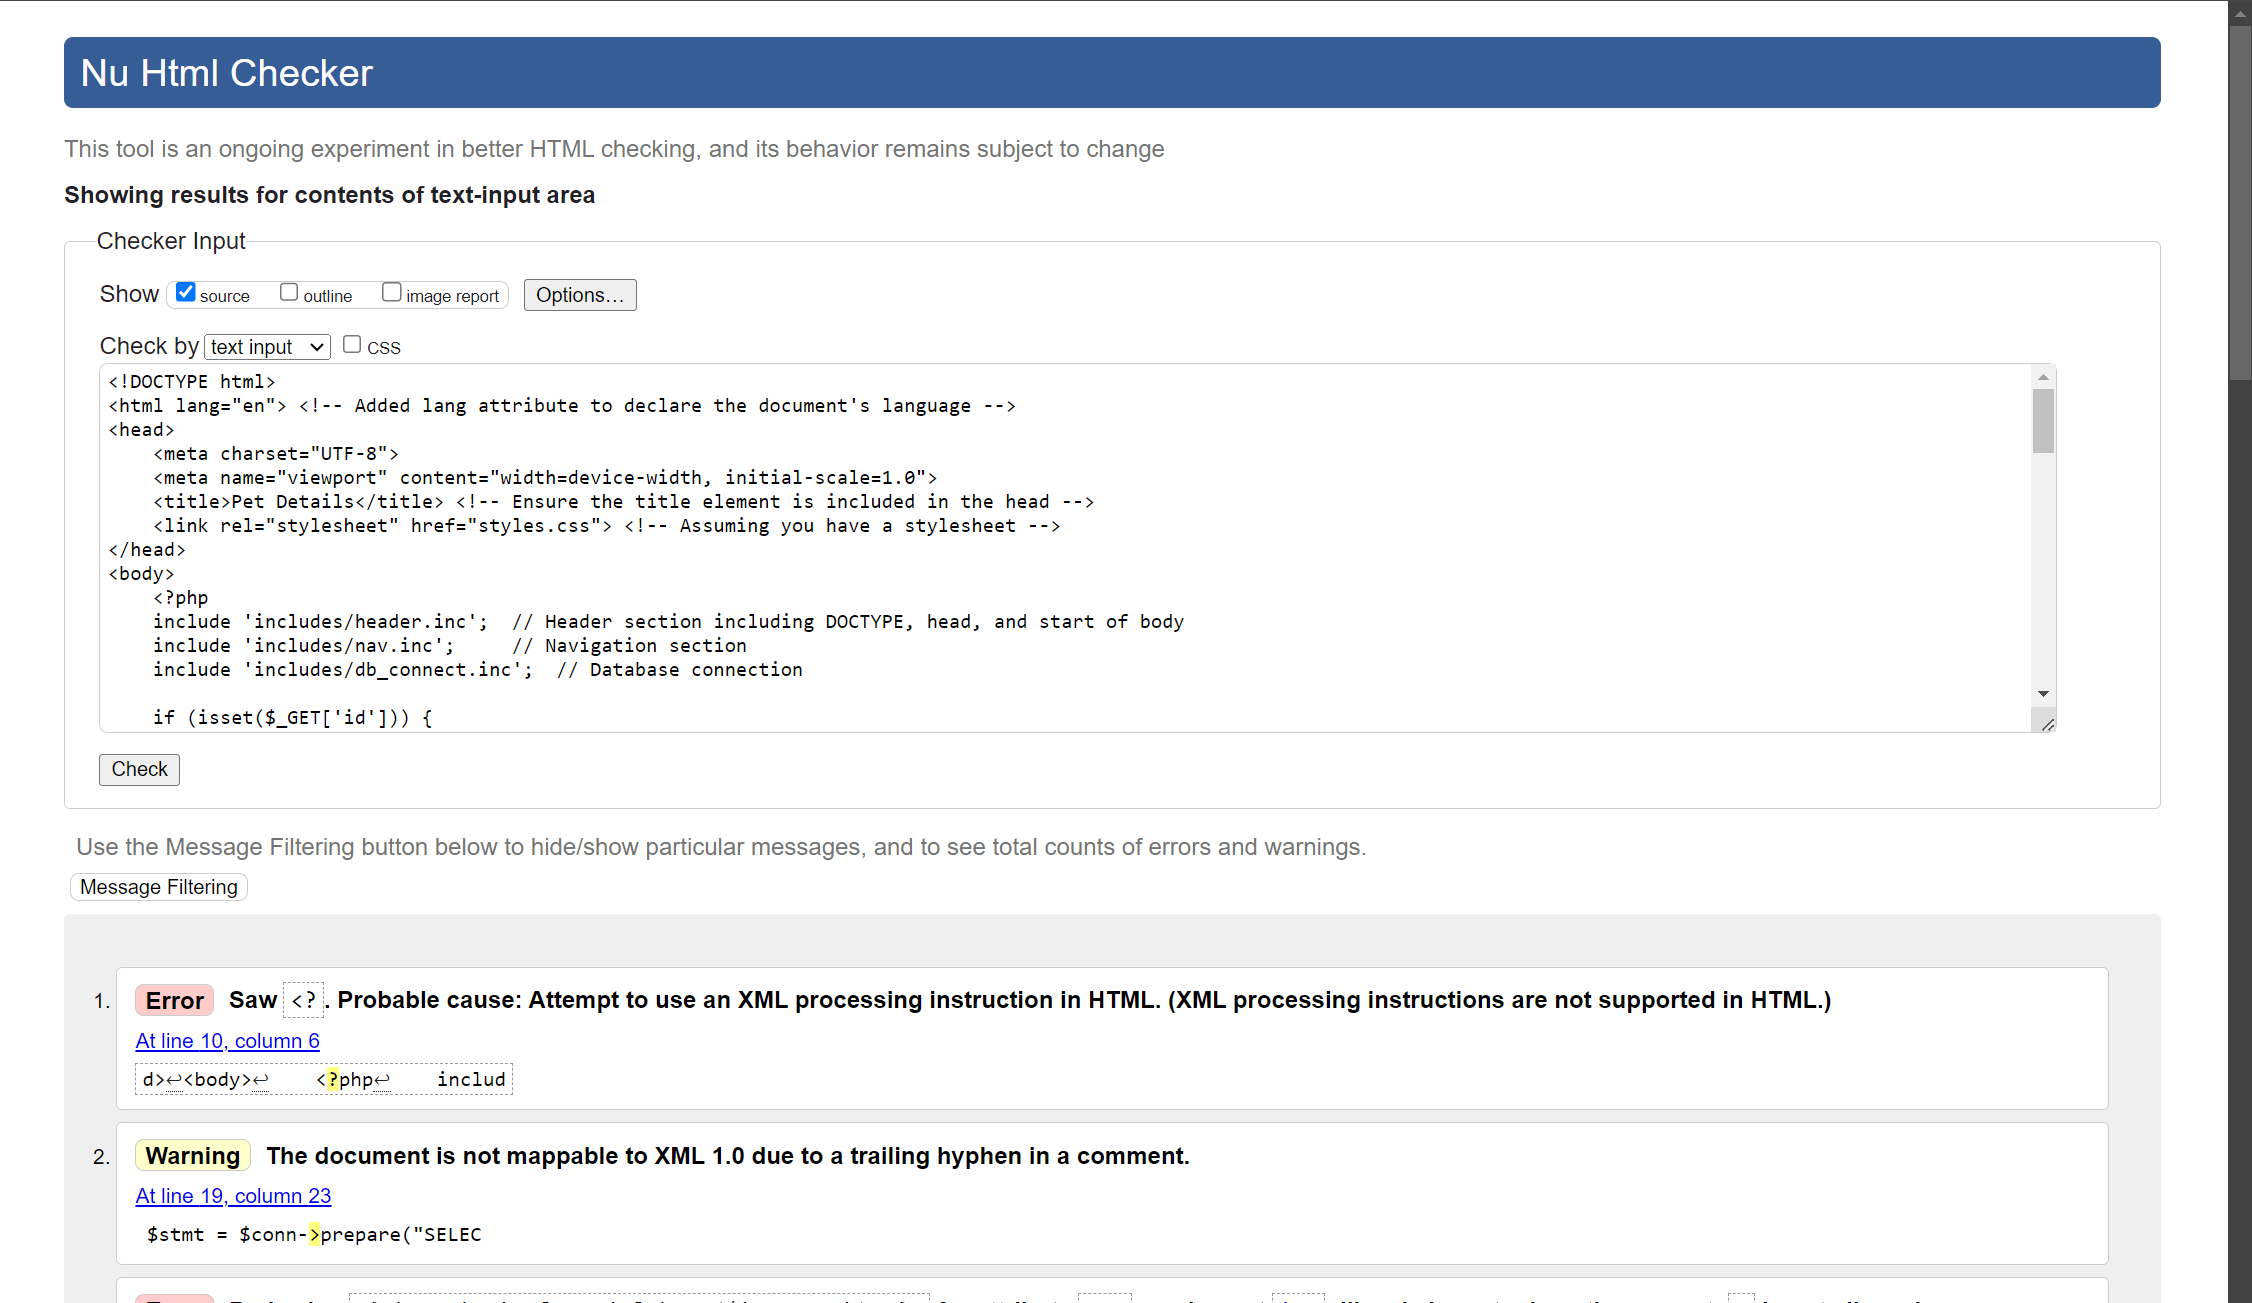 Nu Html Checker
This tool is an ongoing experiment in better HTML checking, and its behavior remains subject to change
Showing results for contents of text-input area
Checker Input
Show source outline image report Options...
Check by text input CSS
<!DOCTYPE html>
<html lang="en"> <!-- Added lang attribute to declare the document's language -->
<head>
    <meta charset="UTF-8">
    <meta name="viewport" content="width=device-width, initial-scale=1.0">
    <title>Pet Details</title> <!-- Ensure the title element is included in the head -->
    <link rel="stylesheet" href="styles.css"> <!-- Assuming you have a stylesheet -->
</head>
<body>
    <?php
    include 'includes/header.inc';  // Header section including DOCTYPE, head, and start of body
    include 'includes/nav.inc';     // Navigation section
    include 'includes/db_connect.inc';  // Database connection
    if (isset($_GET['id'])) {
Check
Use the Message Filtering button below to hide/show particular messages, and to see total counts of errors and warnings.
Message Filtering
1. Error Saw <?. Probable cause: Attempt to use an XML processing instruction in HTML. (XML processing instructions are not supported in HTML.)
At line 10, column 6
d>↩<body>↩    <?php↩    includ
2. Warning The document is not mappable to XML 1.0 due to a trailing hyphen in a comment.
At line 19, column 23
$stmt = $conn->prepare("SELEC